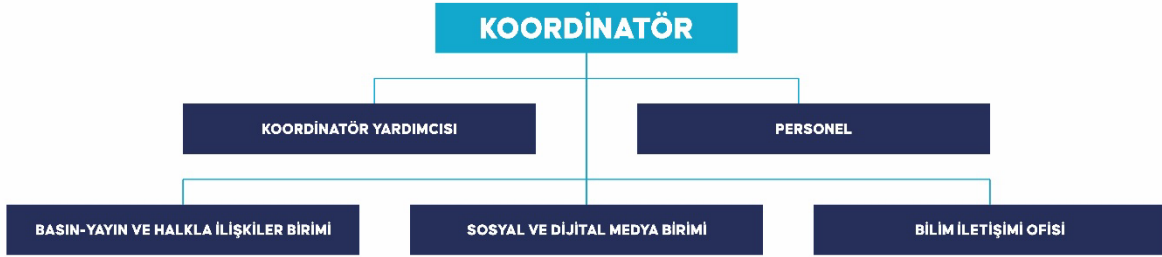 KOORDİNATÖR
KOORDİNATÖR YARDIMCISI
PERSONEL
BASIN-YAYIN VE HALKLA İLİŞKİLER BİRİMİ
SOSYAL VE DİJİTAL MEDYA BİRİMİ
BİLİM İLETİŞİMİ OFİSİ